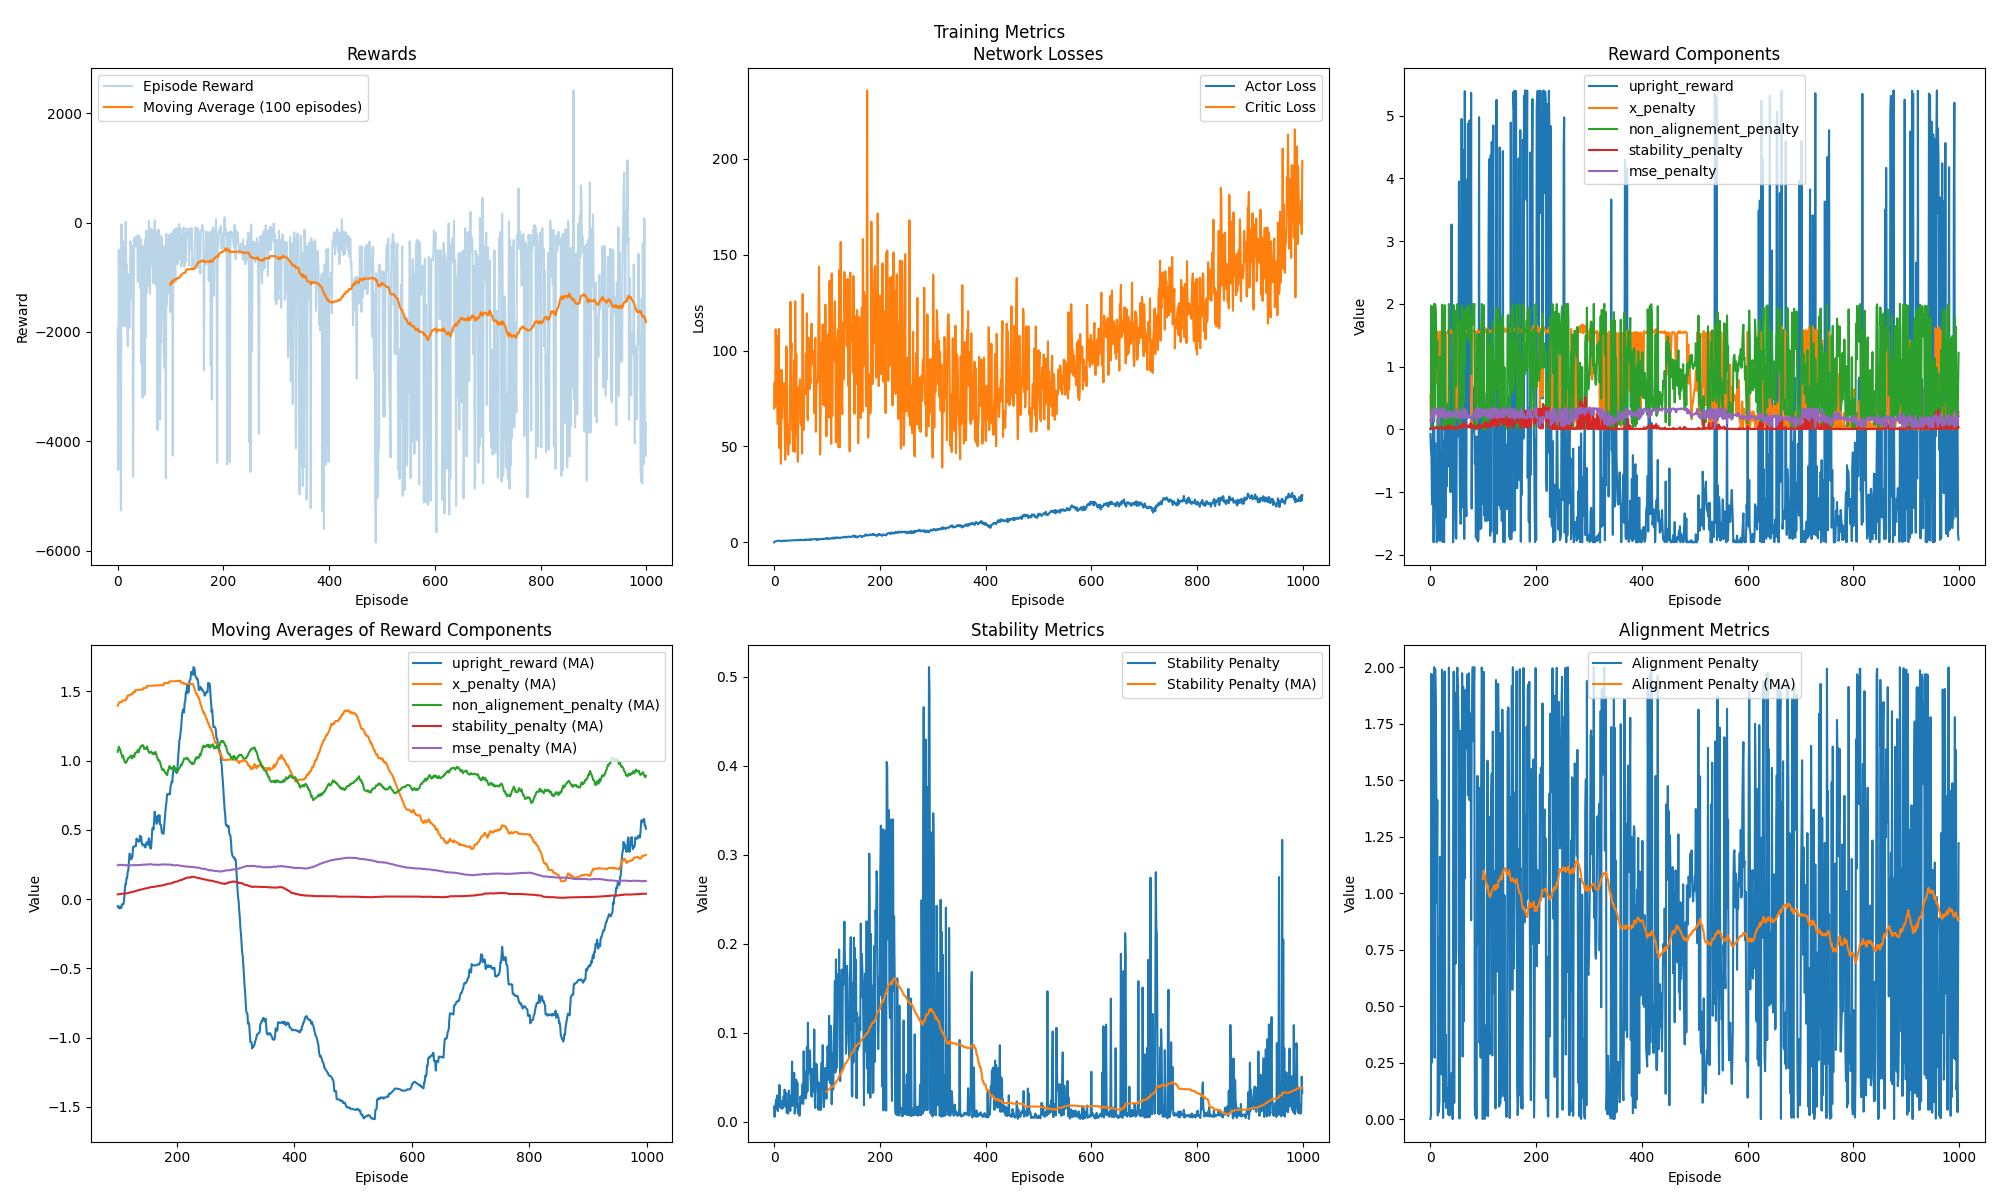 Training Metrics
Rewards
Episode Reward
Moving Average (100 episodes)
2000
0
−2000
−4000
−6000
Reward
0 200 400 600 800 1000
Episode
Network Losses
Actor Loss
Critic Loss
200
150
100
50
0
Loss
0 200 400 600 800 1000
Episode
Reward Components
upright_reward
x_penalty
non_alignement_penalty
stability_penalty
mse_penalty
5
4
3
2
1
0
−1
−2
Value
0 200 400 600 800 1000
Episode
Moving Averages of Reward Components
upright_reward (MA)
x_penalty (MA)
non_alignement_penalty (MA)
stability_penalty (MA)
mse_penalty (MA)
1.5
1.0
0.5
0.0
−0.5
−1.0
−1.5
Value
200 400 600 800 1000
Episode
Stability Metrics
Stability Penalty
Stability Penalty (MA)
0.5
0.4
0.3
0.2
0.1
0.0
Value
0 200 400 600 800 1000
Episode
Alignment Metrics
Alignment Penalty
Alignment Penalty (MA)
2.00
1.75
1.50
1.25
1.00
0.75
0.50
0.25
0.00
Value
0 200 400 600 800 1000
Episode